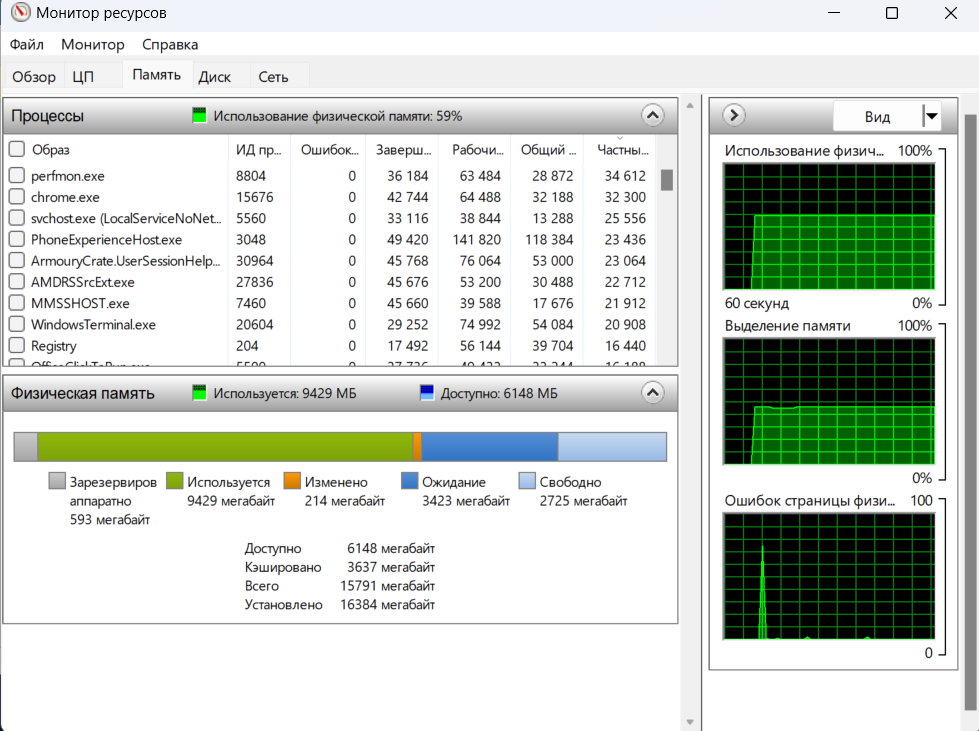 Монитор ресурсов
Файл Монитор Справка
Обзор ЦП Память Диск Сеть
Процессы Использование физической памяти: 59%
Образ ИД пр... Ошибок... Заверш... Рабочи... Общий ... Частны...
perfmon.exe 8804 0 36 184 63 484 28 872 34 612
chrome.exe 15676 0 42 744 64 488 32 188 32 300
svchost.exe (LocalServiceNoNet... 5560 0 33 116 38 844 13 288 25 556
PhoneExperienceHost.exe 3048 0 49 420 141 820 118 384 23 436
ArmouryCrate.UserSessionHelp... 30964 0 45 768 76 064 53 000 23 064
AMDRSSrcExt.exe 27836 0 45 676 53 200 30 488 22 712
MMSSHOST.exe 7460 0 45 660 39 588 17 676 21 912
WindowsTerminal.exe 20604 0 29 252 74 992 54 084 20 908
Registry 204 0 17 492 56 144 39 704 16 440
Физическая память Используется: 9429 МБ Доступно: 6148 МБ
Зарезервиров Используется Изменено Ожидание Свободно
аппаратно 9429 мегабайт 214 мегабайт 3423 мегабайт 2725 мегабайт
593 мегабайт
Доступно 6148 мегабайт
Кэшировано 3637 мегабайт
Всего 15791 мегабайт
Установлено 16384 мегабайт
Вид
Использование физич... 100%
60 секунд 0%
Выделение памяти 100%
0%
Ошибок страницы физи... 100
0